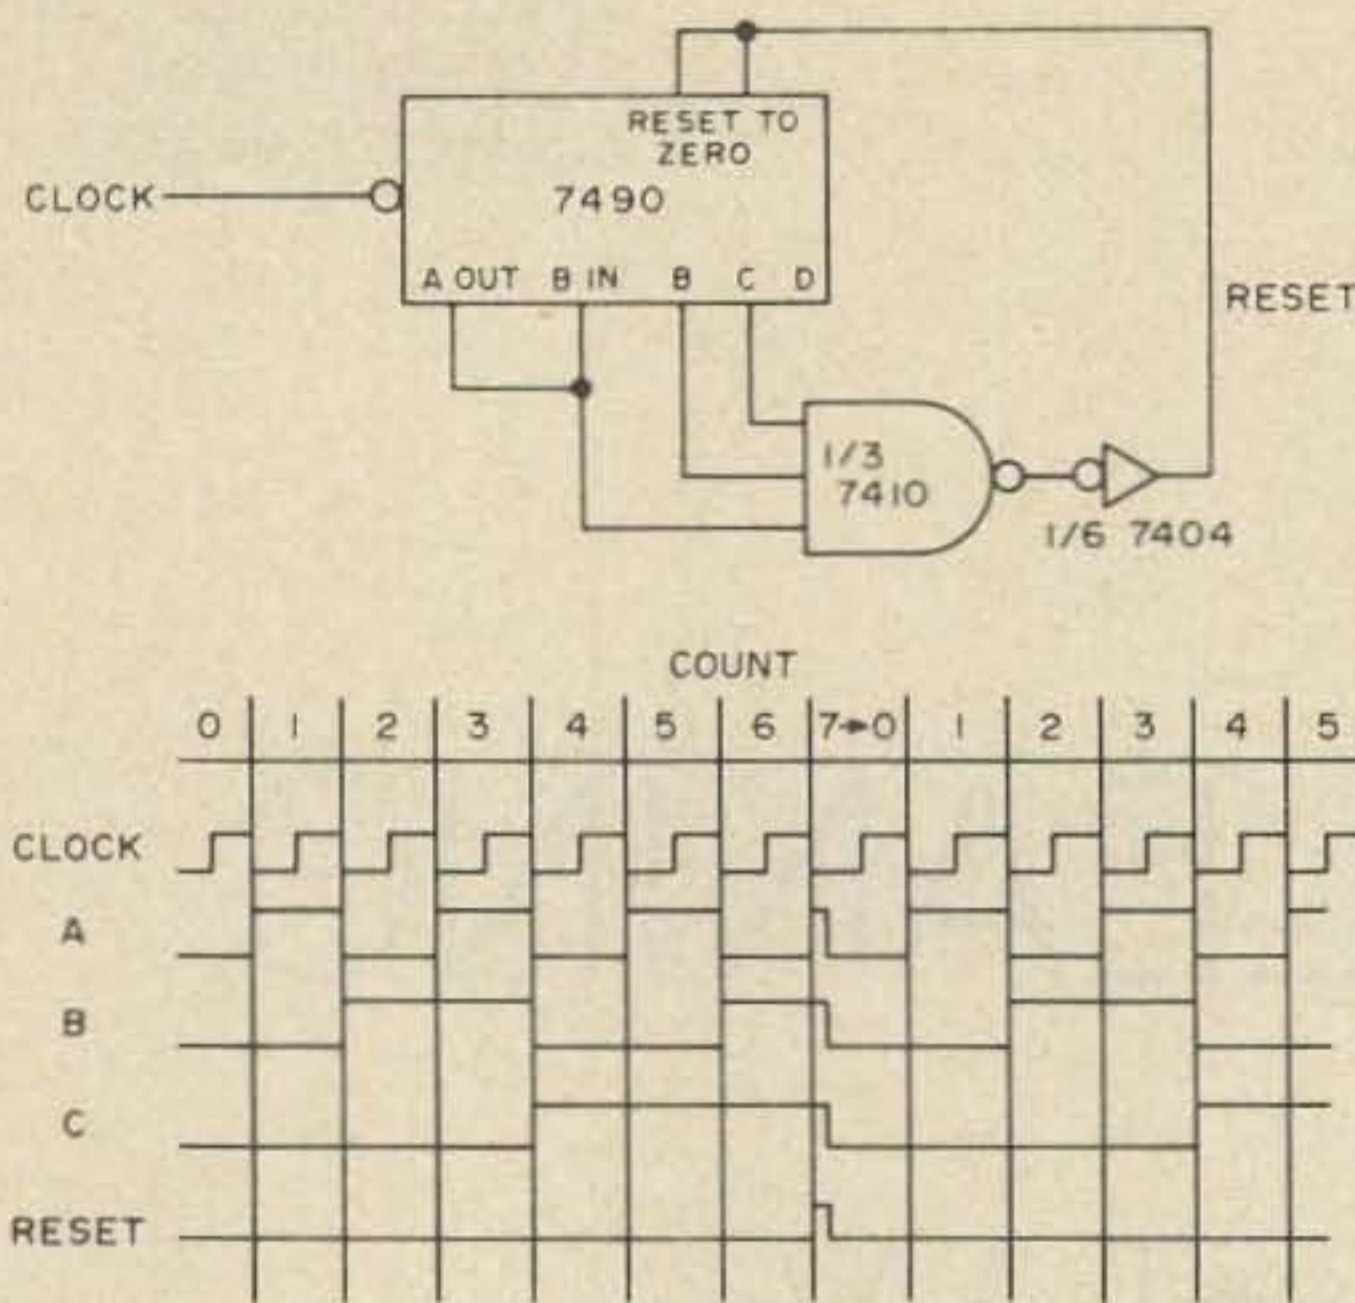 RESET TO
ZERO
CLOCK
7490
A OUT B IN B C D
RESET
1/3
7410
1/6 7404
COUNT
0 1 2 3 4 5 6 7→0 1 2 3 4 5
CLOCK
A
B
C
RESET